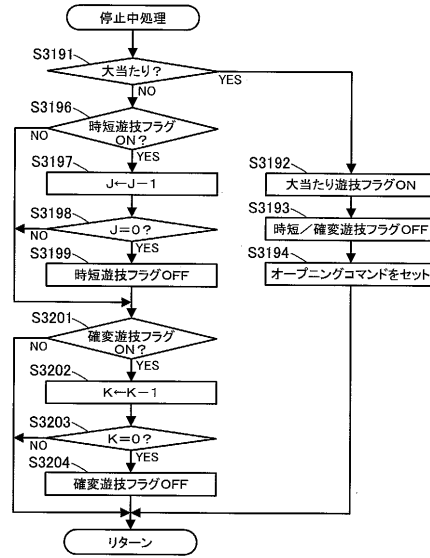 停止中処理
S3191
大当たり？
YES
NO
S3196
時短遊技フラグ
ON？
NO
YES
S3197
J←J－1
S3198
J＝0？
NO
YES
S3199
時短遊技フラグOFF
S3192
大当たり遊技フラグON
S3193
時短／確変遊技フラグOFF
S3194
オープニングコマンドをセット
S3201
確変遊技フラグ
ON？
NO
YES
S3202
K←K－1
S3203
K＝0？
NO
YES
S3204
確変遊技フラグOFF
リターン